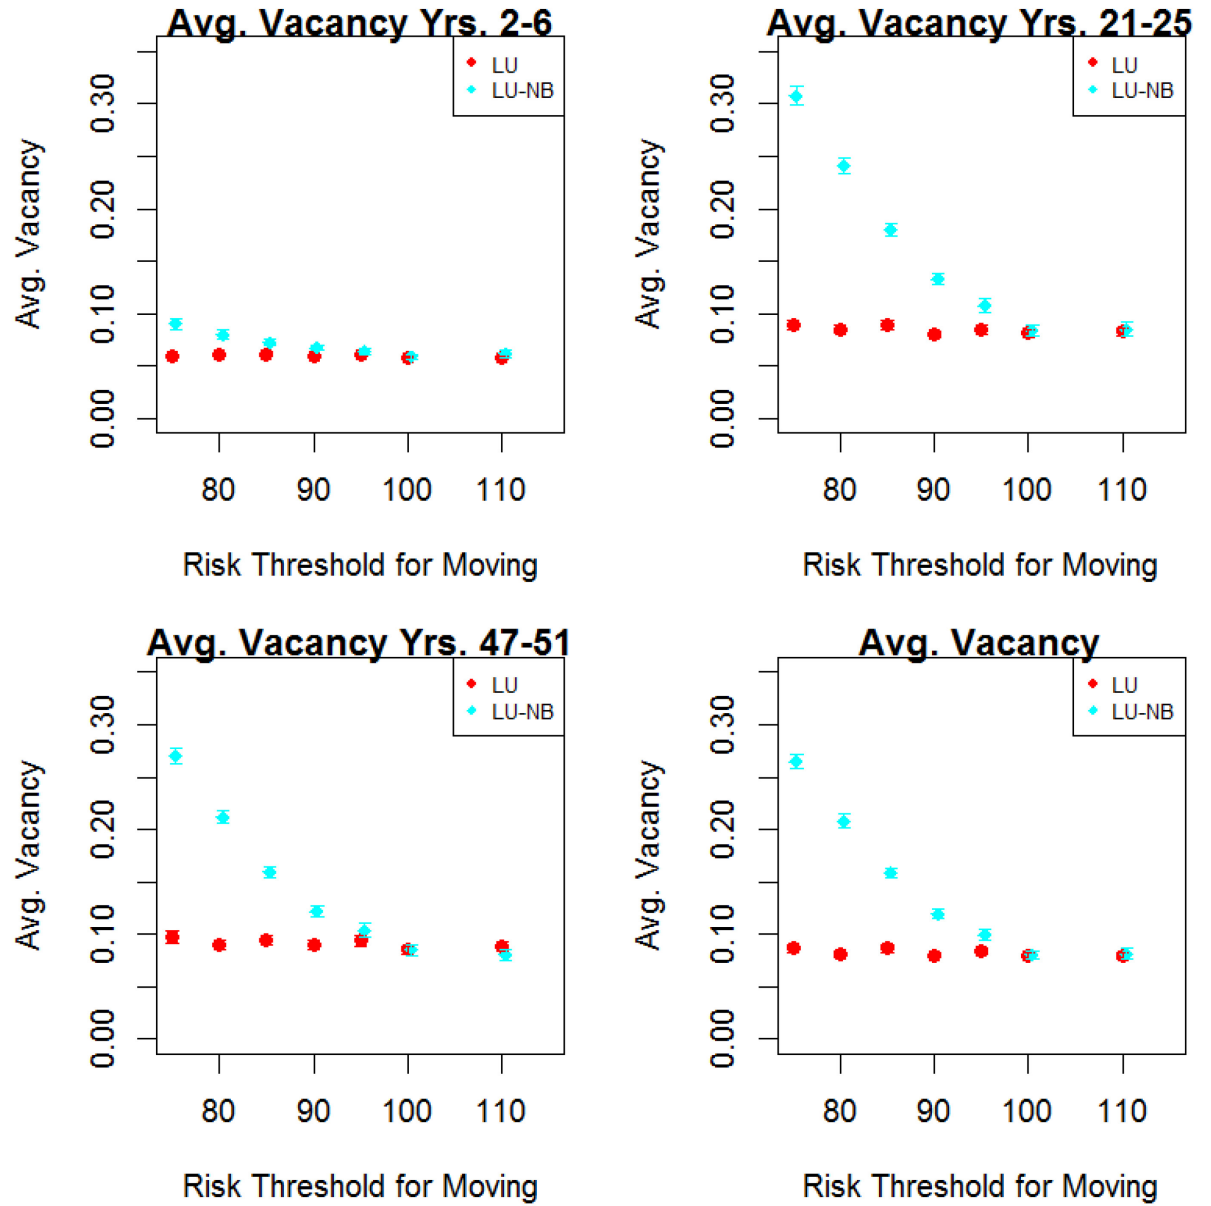 Avg. Vacancy Yrs. 2-6
LU
LU-NB
Avg. Vacancy
0.30
0.20
0.10
0.00
80 90 100 110
Risk Threshold for Moving
Avg. Vacancy Yrs. 21-25
LU
LU-NB
Avg. Vacancy
0.30
0.20
0.10
0.00
80 90 100 110
Risk Threshold for Moving
Avg. Vacancy Yrs. 47-51
LU
LU-NB
Avg. Vacancy
0.30
0.20
0.10
0.00
80 90 100 110
Risk Threshold for Moving
Avg. Vacancy
LU
LU-NB
Avg. Vacancy
0.30
0.20
0.10
0.00
80 90 100 110
Risk Threshold for Moving